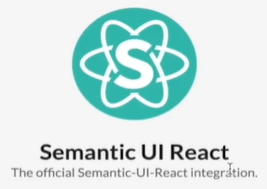 S
Semantic UI React
The official Semantic-UI-React integration.